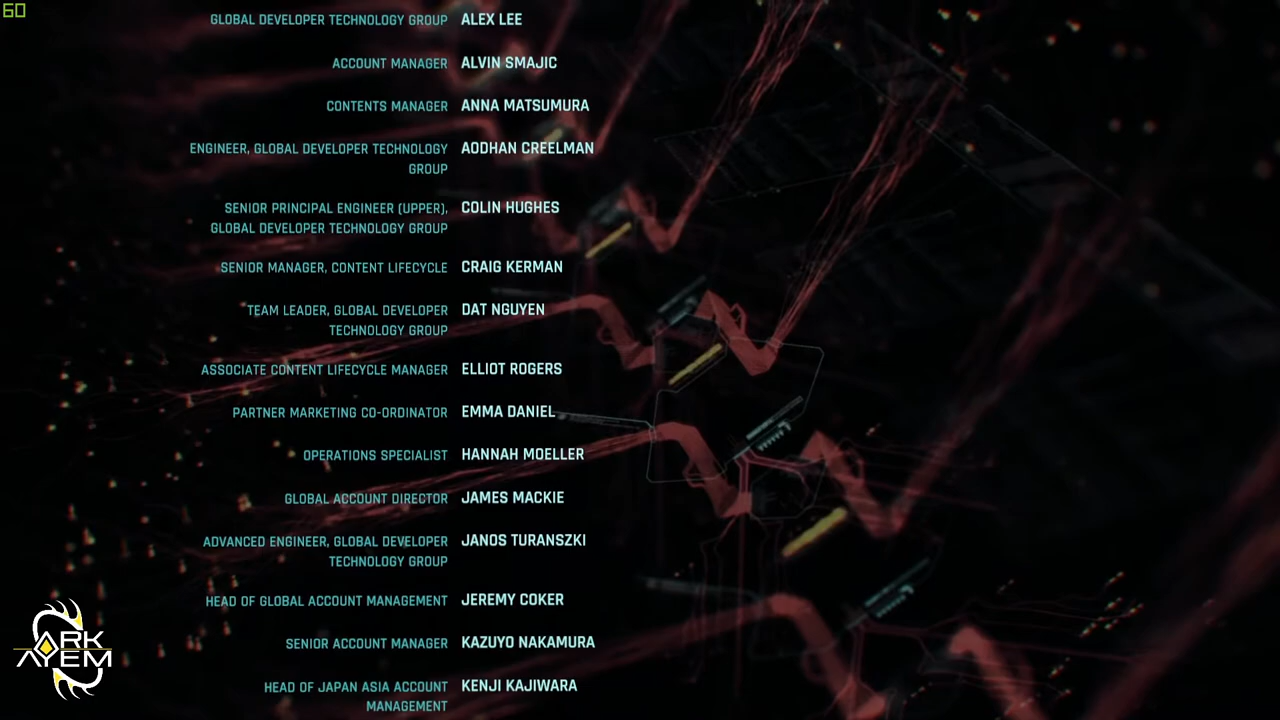 60
GLOBAL DEVELOPER TECHNOLOGY GROUP ALEX LEE
ACCOUNT MANAGER ALVIN SMAJIC
CONTENTS MANAGER ANNA MATSUMURA
ENGINEER, GLOBAL DEVELOPER TECHNOLOGY AODHAN CREELMAN
GROUP
SENIOR PRINCIPAL ENGINEER (UPPER), COLIN HUGHES
GLOBAL DEVELOPER TECHNOLOGY GROUP
SENIOR MANAGER, CONTENT LIFECYCLE CRAIG KERMAN
TEAM LEADER, GLOBAL DEVELOPER DAT NGUYEN
TECHNOLOGY GROUP
ASSOCIATE CONTENT LIFECYCLE MANAGER ELLIOT ROGERS
PARTNER MARKETING CO-ORDINATOR EMMA DANIEL
OPERATIONS SPECIALIST HANNAH MOELLER
GLOBAL ACCOUNT DIRECTOR JAMES MACKIE
ADVANCED ENGINEER, GLOBAL DEVELOPER JANOS TURANSZKI
TECHNOLOGY GROUP
HEAD OF GLOBAL ACCOUNT MANAGEMENT JEREMY COKER
SENIOR ACCOUNT MANAGER KAZUYO NAKAMURA
HEAD OF JAPAN ASIA ACCOUNT KENJI KAJIWARA
MANAGEMENT
ARK
AYEM